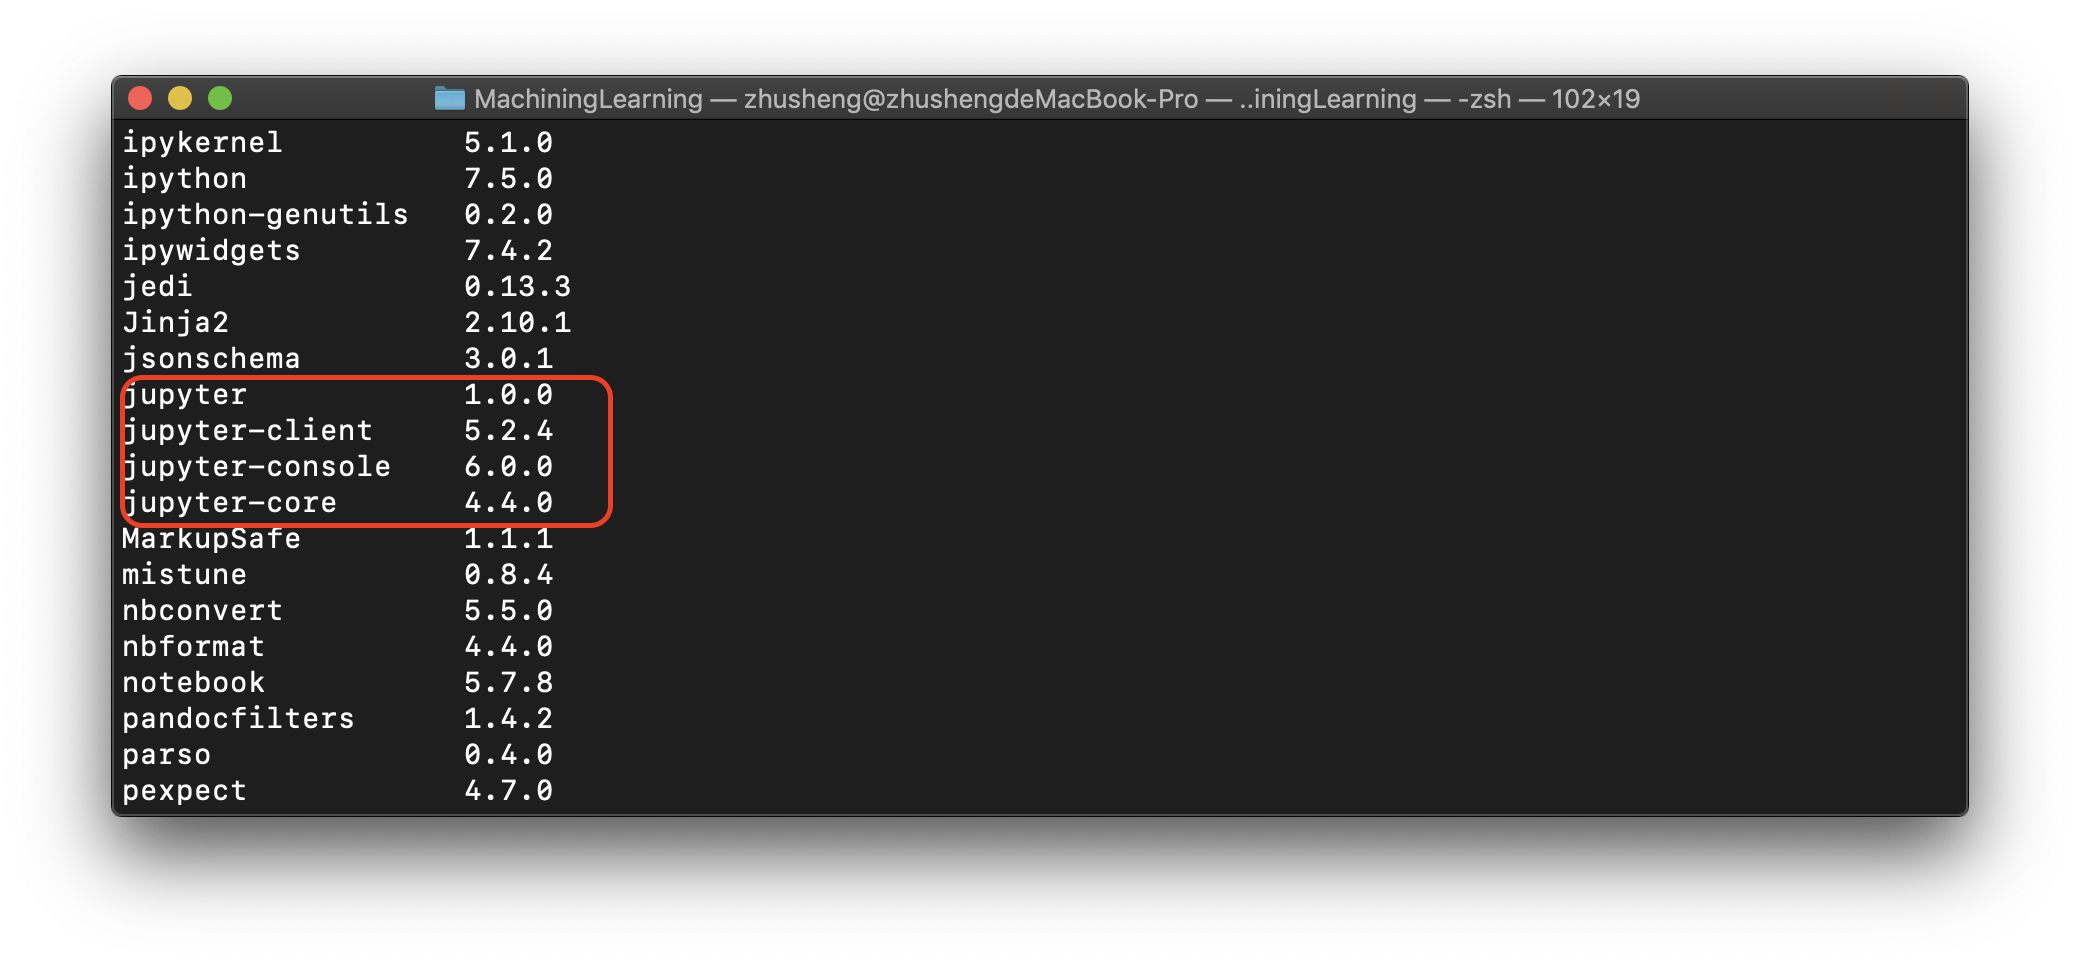 MachiningLearning — zhusheng@zhushengdeMacBook-Pro — ..iningLearning — -zsh — 102×19
ipykernel 5.1.0
ipython 7.5.0
ipython-genutils 0.2.0
ipywidgets 7.4.2
jedi 0.13.3
Jinja2 2.10.1
jsonschema 3.0.1
jupyter 1.0.0
jupyter-client 5.2.4
jupyter-console 6.0.0
jupyter-core 4.4.0
MarkupSafe 1.1.1
mistune 0.8.4
nbconvert 5.5.0
nbformat 4.4.0
notebook 5.7.8
pandocfilters 1.4.2
parso 0.4.0
pexpect 4.7.0